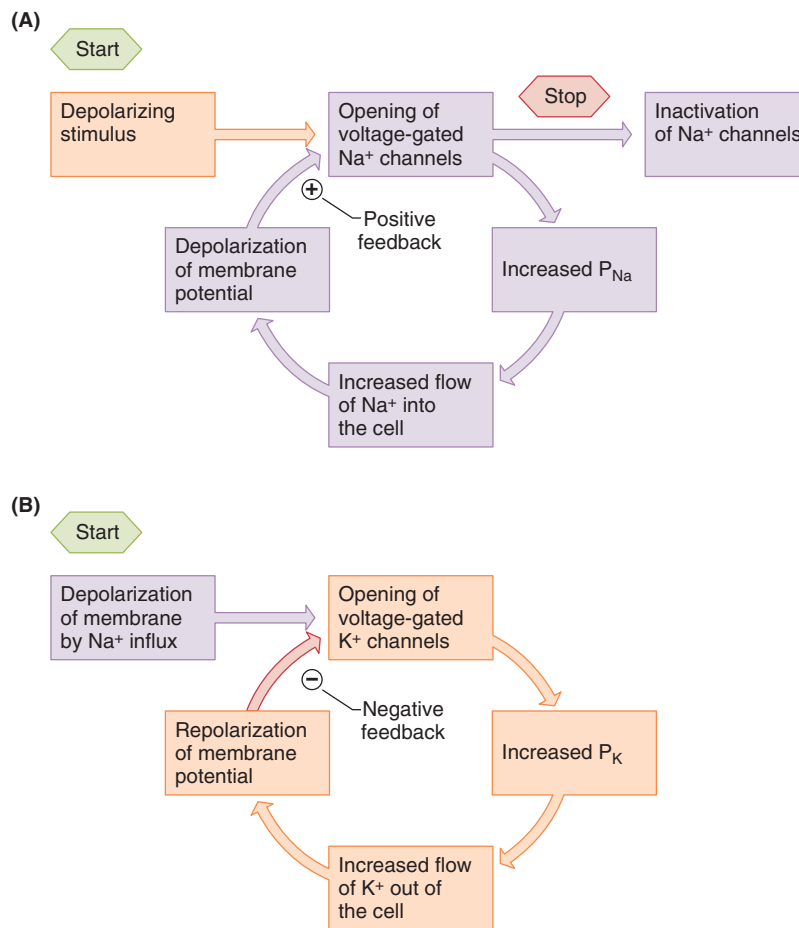 (A)
Start
Depolarizing
stimulus
Opening of
voltage-gated
Na⁺ channels
Stop
Inactivation
of Na⁺ channels
+
Positive
feedback
Depolarization
of membrane
potential
Increased P_Na
Increased flow
of Na⁺ into
the cell
(B)
Start
Depolarization
of membrane
by Na⁺ influx
Opening of
voltage-gated
K⁺ channels
−
Negative
feedback
Repolarization
of membrane
potential
Increased P_K
Increased flow
of K⁺ out of
the cell